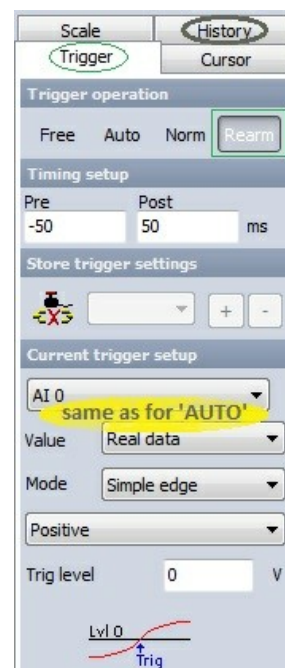 Scale History
Trigger Cursor
Trigger operation
Free Auto Norm Rearm
Timing setup
Pre Post
-50 50 ms
Store trigger settings
+ -
Current trigger setup
AI 0
same as for 'AUTO'
Value Real data
Mode Simple edge
Positive
Trig level 0 V
Lvl 0
Trig